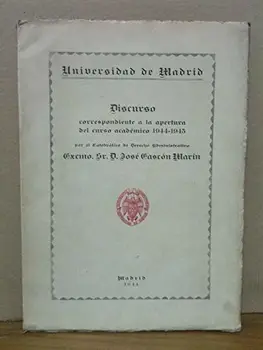 Universidad de Madrid
Discurso
correspondiente a la apertura
del curso académico 1944-1945
por el Catedrático de Derecho Administrativo
Excmo. Sr. D. José Gascón Marín
Madrid
1944